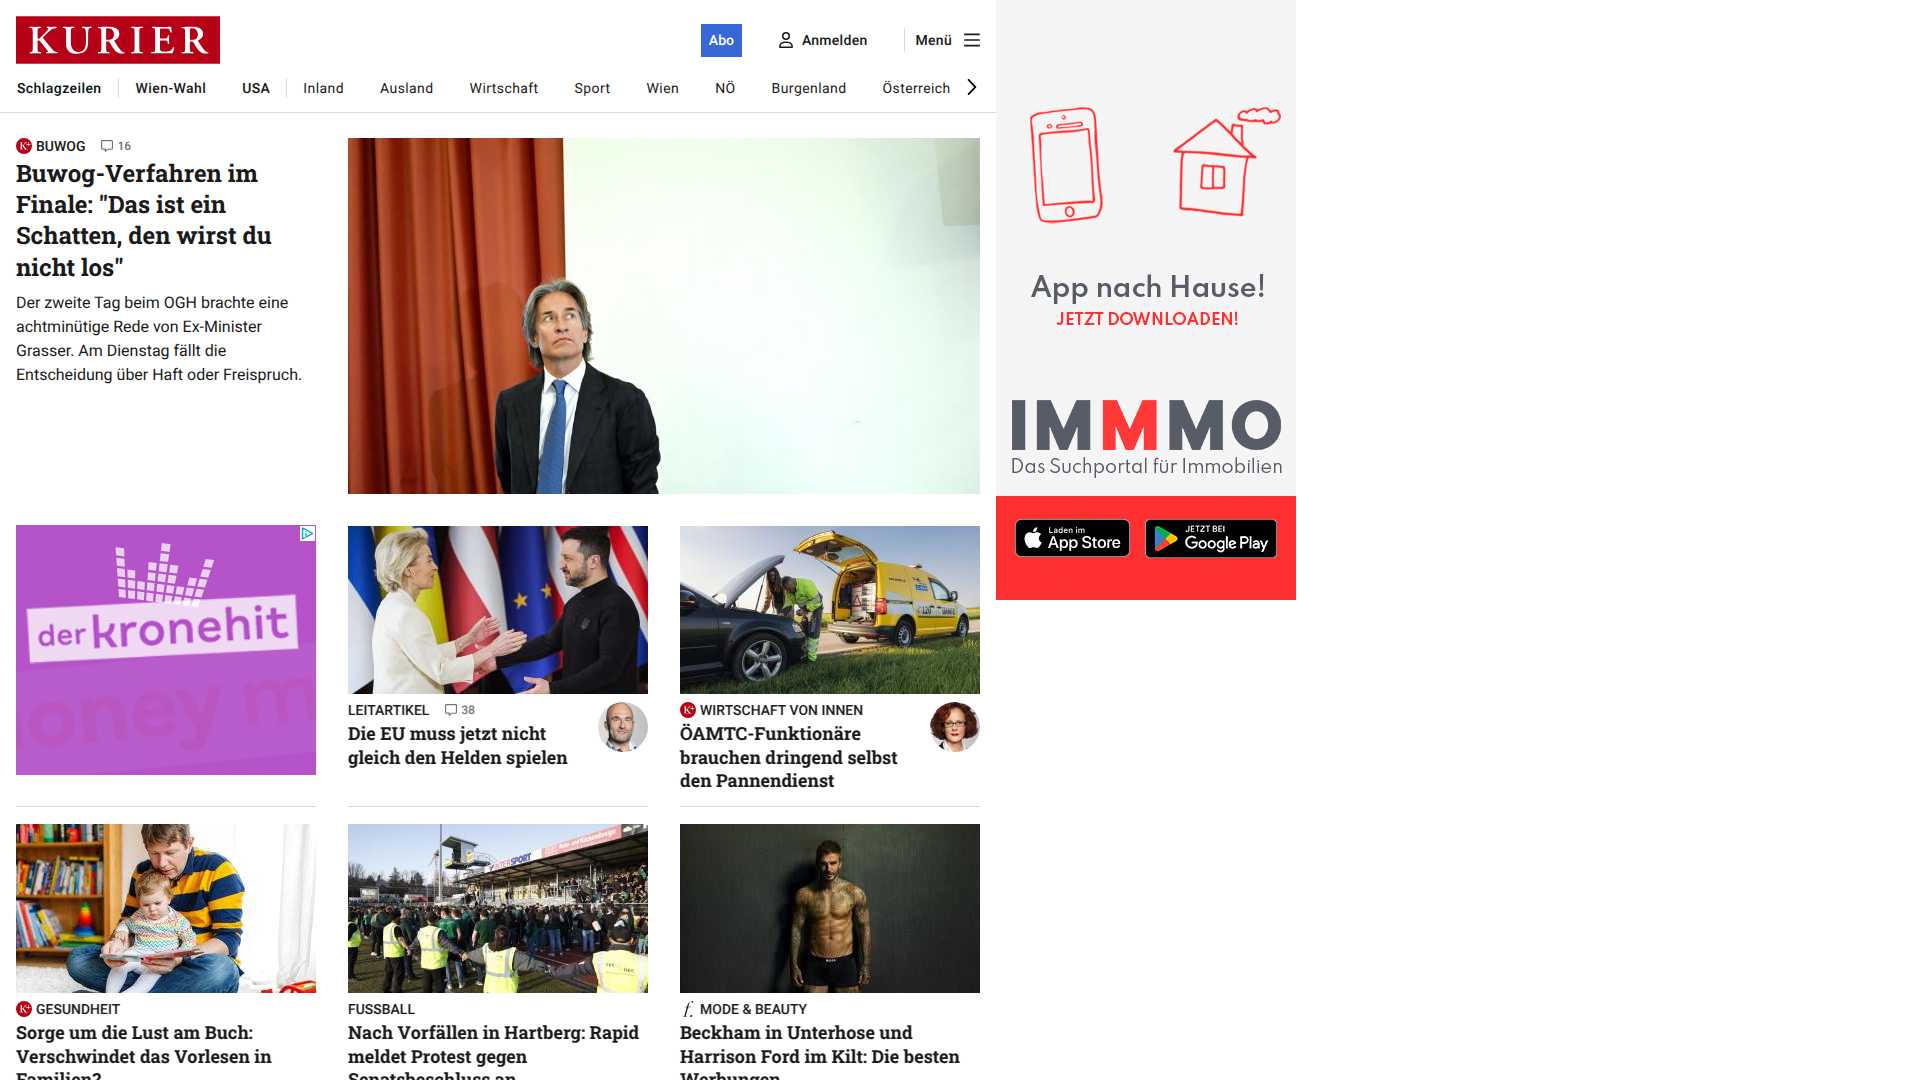 KURIER
Abo
Anmelden
Menü
Schlagzeilen
Wien-Wahl
USA
Inland
Ausland
Wirtschaft
Sport
Wien
NÖ
Burgenland
Österreich
BUWOG
16
Buwog-Verfahren im
Finale: "Das ist ein
Schatten, den wirst du
nicht los"
Der zweite Tag beim OGH brachte eine
achtminütige Rede von Ex-Minister
Grasser. Am Dienstag fällt die
Entscheidung über Haft oder Freispruch.
App nach Hause!
JETZT DOWNLOADEN!
IMMMO
Das Suchportal für Immobilien
Laden im
App Store
JETZT BEI
Google Play
der kronehit
oney m
LEITARTIKEL
38
Die EU muss jetzt nicht
gleich den Helden spielen
K+
WIRTSCHAFT VON INNEN
ÖAMTC-Funktionäre
brauchen dringend selbst
den Pannendienst
K+
GESUNDHEIT
Sorge um die Lust am Buch:
Verschwindet das Vorlesen in
Familien?
FUSSBALL
Nach Vorfällen in Hartberg: Rapid
meldet Protest gegen
Senatsbeschluss an
f.
MODE & BEAUTY
Beckham in Unterhose und
Harrison Ford im Kilt: Die besten
Werbungen